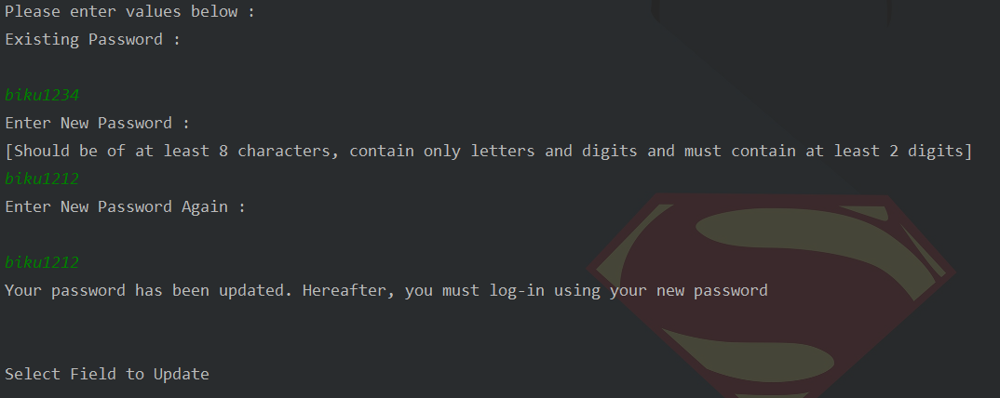 Please enter values below :
Existing Password :
biku1234
Enter New Password :
[Should be of at least 8 characters, contain only letters and digits and must contain at least 2 digits]
biku1212
Enter New Password Again :
biku1212
Your password has been updated. Hereafter, you must log-in using your new password
Select Field to Update